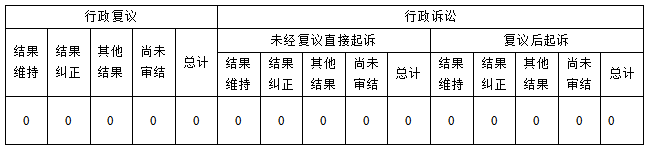 行政复议 行政诉讼
未经复议直接起诉 复议后起诉
结果维持 结果纠正 其他结果 尚未审结 总计 结果维持 结果纠正 其他结果 尚未审结 总计 结果维持 结果纠正 其他结果 尚未审结 总计
0 0 0 0 0 0 0 0 0 0 0 0 0 0 0